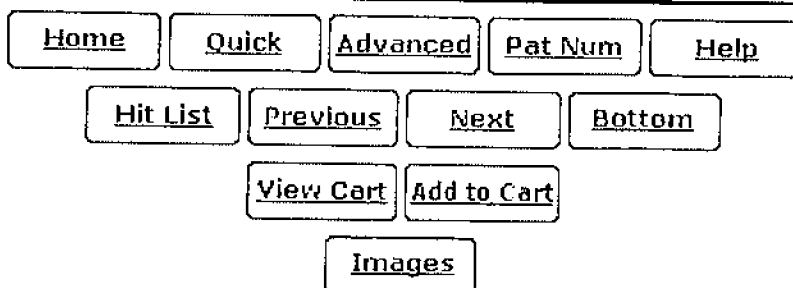 Home Quick Advanced Pat Num Help
Hit List Previous Next Bottom
View Cart Add to Cart
Images